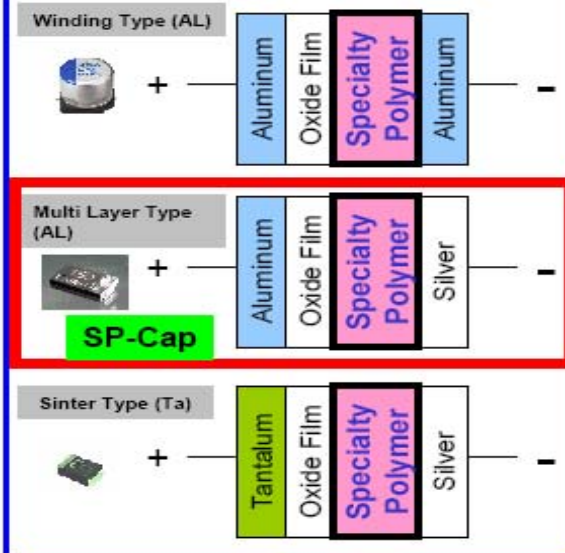 Winding Type (AL)
+
Aluminum
Oxide Film
Specialty
Polymer
Aluminum
-
Multi Layer Type
(AL)
+
Aluminum
Oxide Film
Specialty
Polymer
Silver
-
SP-Cap
Sinter Type (Ta)
+
Tantalum
Oxide Film
Specialty
Polymer
Silver
-